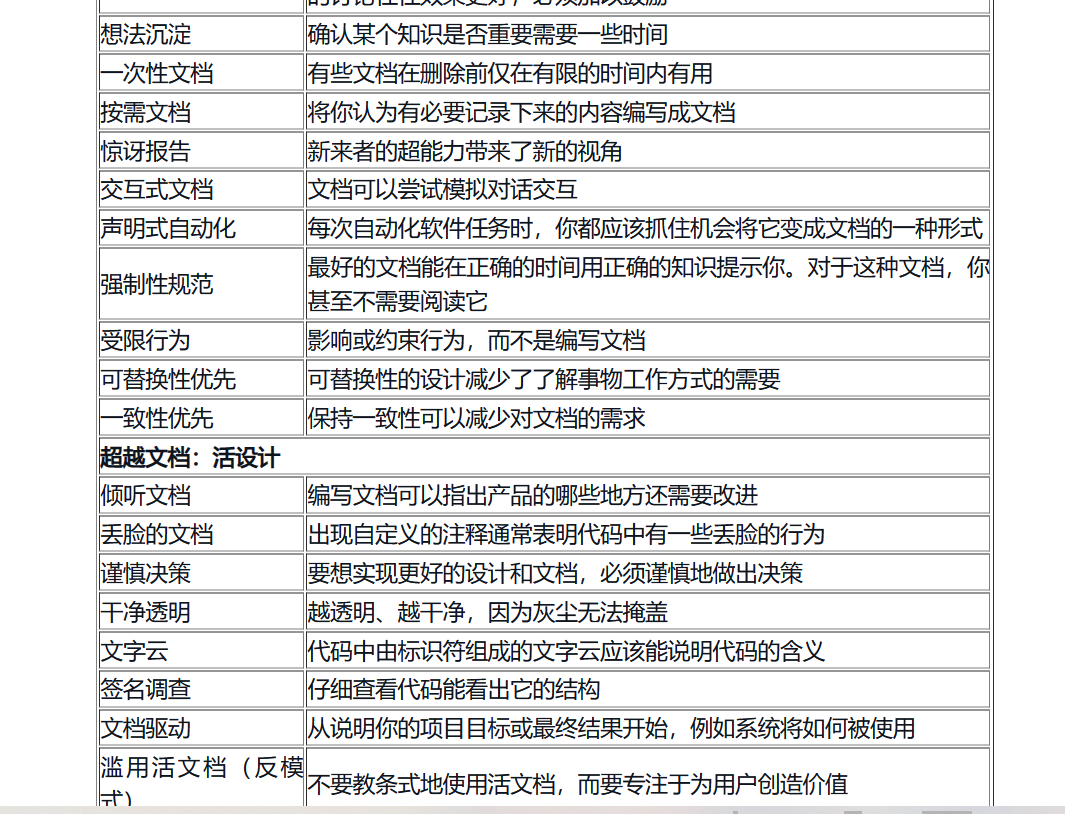 的讨论往往效果更好，必须加以鼓励
想法沉淀 确认某个知识是否重要需要一些时间
一次性文档 有些文档在删除前仅在有限的时间内有用
按需文档 将你认为有必要记录下来的内容编写成文档
惊讶报告 新来者的超能力带来了新的视角
交互式文档 文档可以尝试模拟对话交互
声明式自动化 每次自动化软件任务时，你都应该抓住机会将它变成文档的一种形式
强制性规范 最好的文档能在正确的时间用正确的知识提示你。对于这种文档，你
甚至不需要阅读它
受限行为 影响或约束行为，而不是编写文档
可替换性优先 可替换性的设计减少了了解事物工作方式的需要
一致性优先 保持一致性可以减少对文档的需求
超越文档：活设计
倾听文档 编写文档可以指出产品的哪些地方还需要改进
丢脸的文档 出现自定义的注释通常表明代码中有一些丢脸的行为
谨慎决策 要想实现更好的设计和文档，必须谨慎地做出决策
干净透明 越透明、越干净，因为灰尘无法掩盖
文字云 代码中由标识符组成的文字云应该能说明代码的含义
签名调查 仔细查看代码能看出它的结构
文档驱动 从说明你的项目目标或最终结果开始，例如系统将如何被使用
滥用活文档（反模
式） 不要教条式地使用活文档，而要专注于为用户创造价值